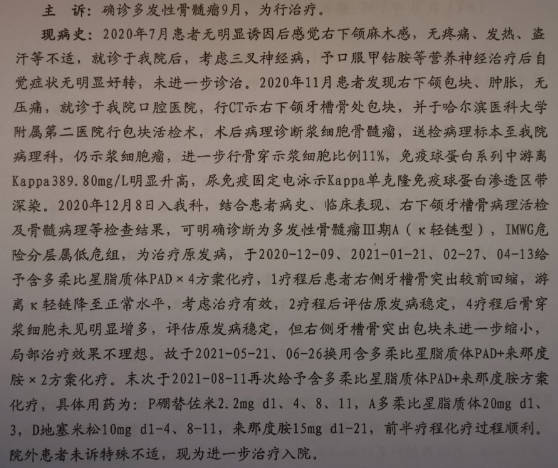 主 诉：确诊多发性骨髓瘤9月，为行治疗。
现病史：2020年7月患者无明显诱因后感觉右下颌麻木感，无疼痛、发热、盗
汗等不适，就诊于我院后，考虑三叉神经病，予口服甲钴胺等营养神经治疗后自
觉症状无明显好转，未进一步诊治。2020年11月患者发现右下颌包块、肿胀，无
压痛，就诊于我院口腔医院，行CT示右下颌牙槽骨处包块，并于哈尔滨医科大学
附属第二医院行包块活检术，术后病理诊断浆细胞骨髓瘤，送检病理标本至我院
病理科，仍示浆细胞瘤，进一步行骨穿示浆细胞比例11%，免疫球蛋白系列中游离
Kappa389.80mg/L明显升高，尿免疫固定电泳示Kappa单克隆免疫球蛋白渗透区带
深染。2020年12月8日入我科，结合患者病史、临床表现、右下颌牙槽骨病理活检
及骨髓病理等检查结果，可明确诊断为多发性骨髓瘤Ⅲ期A（κ轻链型），IMWG危
险分层属低危组，为治疗原发病，于2020-12-09、2021-01-21、02-27、04-13给
予含多柔比星脂质体PAD×4方案化疗，1疗程后患者右侧牙槽骨突出较前回缩，游
离κ轻链降至正常水平，考虑治疗有效，2疗程后评估原发病稳定，4疗程后骨穿
浆细胞未见明显增多，评估原发病稳定，但右侧牙槽骨突出包块未进一步缩小，
局部治疗效果不理想。故于2021-05-21、06-26换用含多柔比星脂质体PAD+来那度
胺×2方案化疗。末次于2021-08-11再次给予含多柔比星脂质体PAD+来那度胺方案
化疗，具体用药为：P硼替佐米2.2mg d1、4、8、11，A多柔比星脂质体20mg d1、
3，D地塞米松10mg d1-4、8-11，来那度胺15mg d1-21，前半疗程化疗过程顺利。
院外患者未诉特殊不适，现为进一步治疗入院。